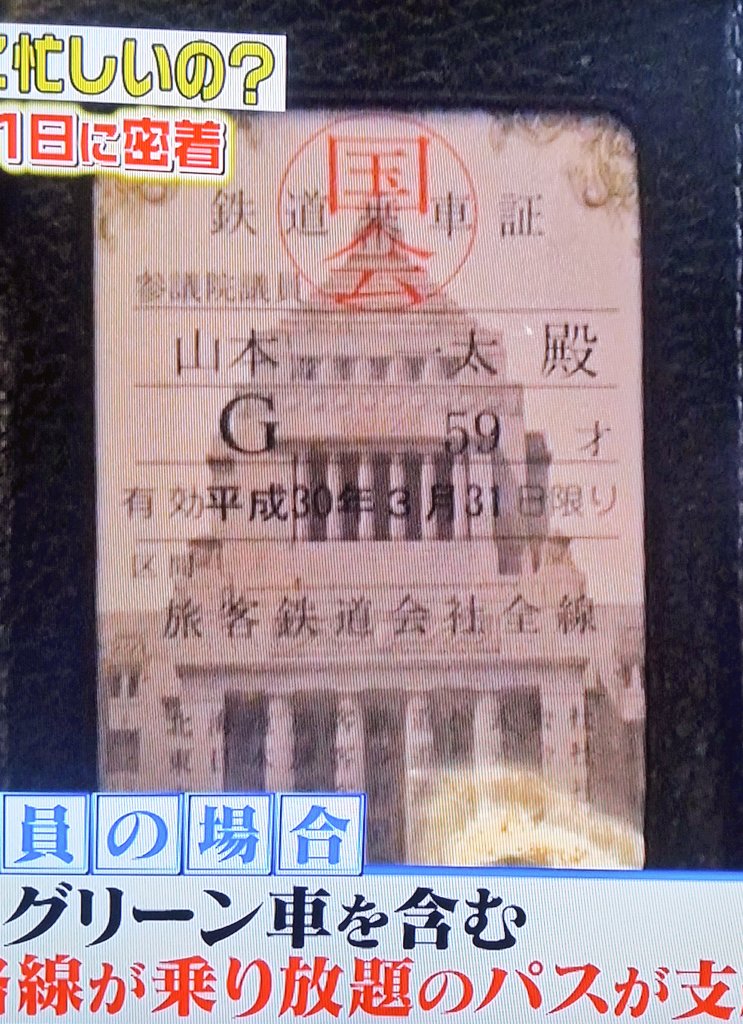 忙しいの?
1日に密着
国会
鉄道乗車証
参議院議員
山本 一太 殿
G 59 才
有効平成30年3月31日限り
区間
旅客鉄道会社全線
員の場合
グリーン車を含む
線が乗り放題のパスが支